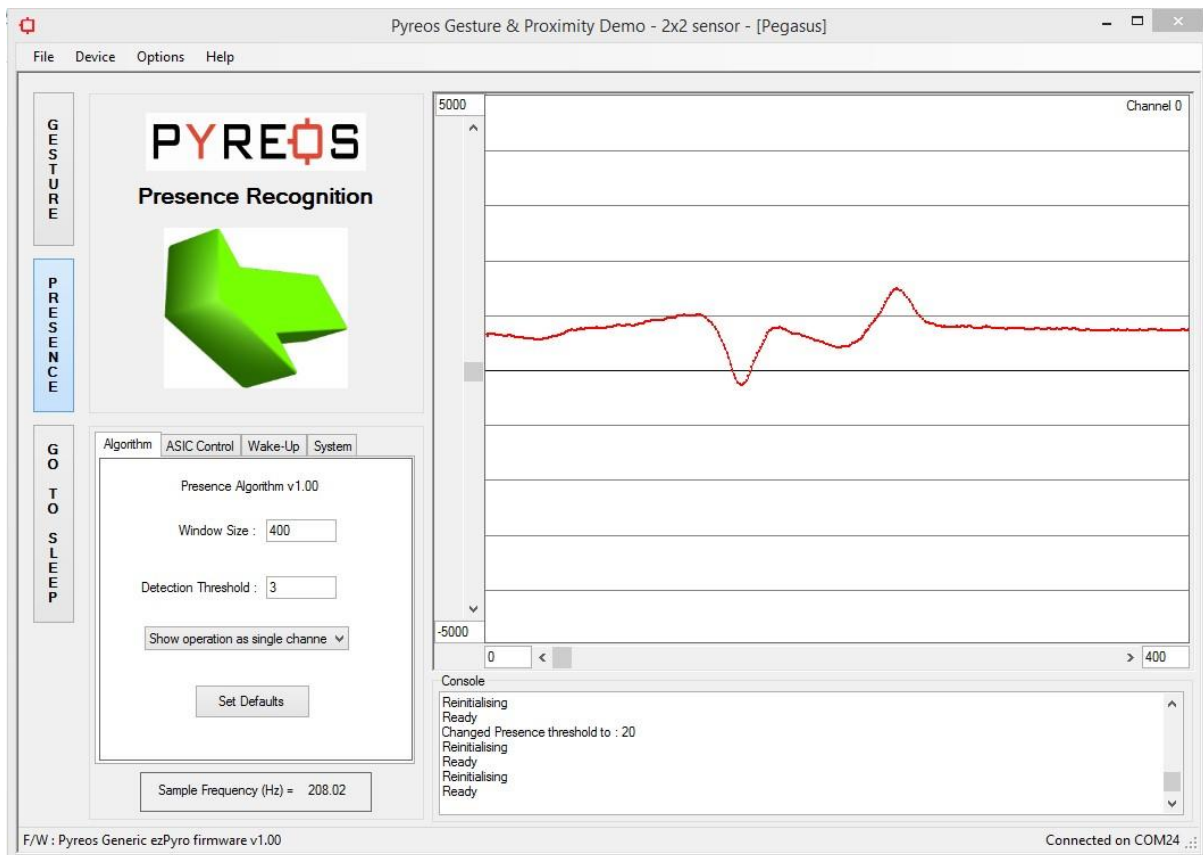 Pyreos Gesture & Proximity Demo - 2x2 sensor - [Pegasus]
File Device Options Help
GESTURE
PRESENCE
GO TO SLEEP
PYREOS
Presence Recognition
Algorithm ASIC Control Wake-Up System
Presence Algorithm v1.00
Window Size : 400
Detection Threshold : 3
Show operation as single channe
Set Defaults
Sample Frequency (Hz) = 208.02
5000
Channel 0
-5000
0 400
Console
Reinitialising
Ready
Changed Presence threshold to : 20
Reinitialising
Ready
Reinitialising
Ready
F/W : Pyreos Generic ezPyro firmware v1.00
Connected on COM24